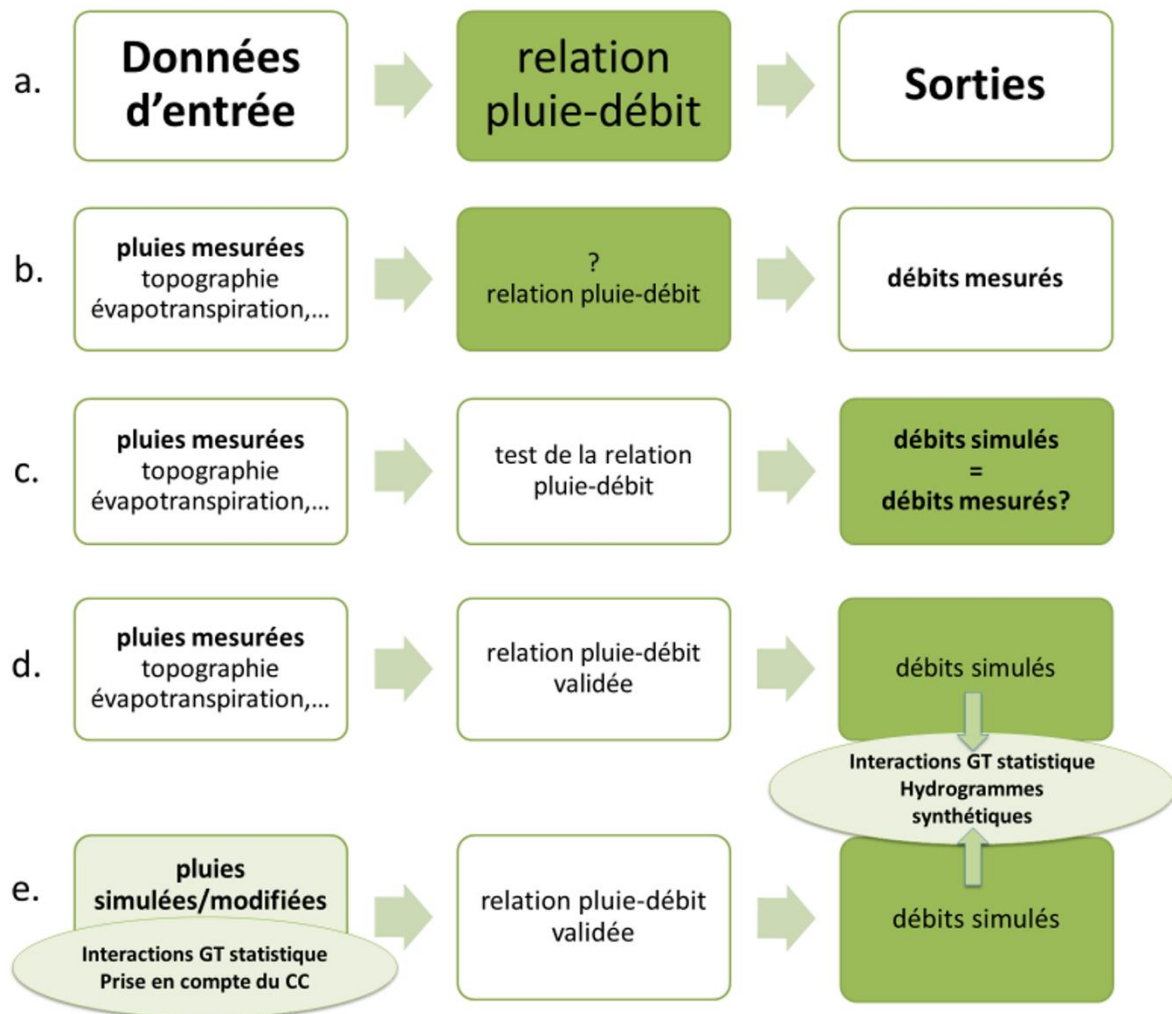 a.
Données
d'entrée
relation
pluie-débit
Sorties
b.
pluies mesurées
topographie
évapotranspiration,...
?
relation pluie-débit
débits mesurés
c.
pluies mesurées
topographie
évapotranspiration,...
test de la relation
pluie-débit
débits simulés
=
débits mesurés?
d.
pluies mesurées
topographie
évapotranspiration,...
relation pluie-débit
validée
débits simulés
Interactions GT statistique
Hydrogrammes
synthétiques
e.
pluies
simulées/modifiées
Interactions GT statistique
Prise en compte du CC
relation pluie-débit
validée
débits simulés